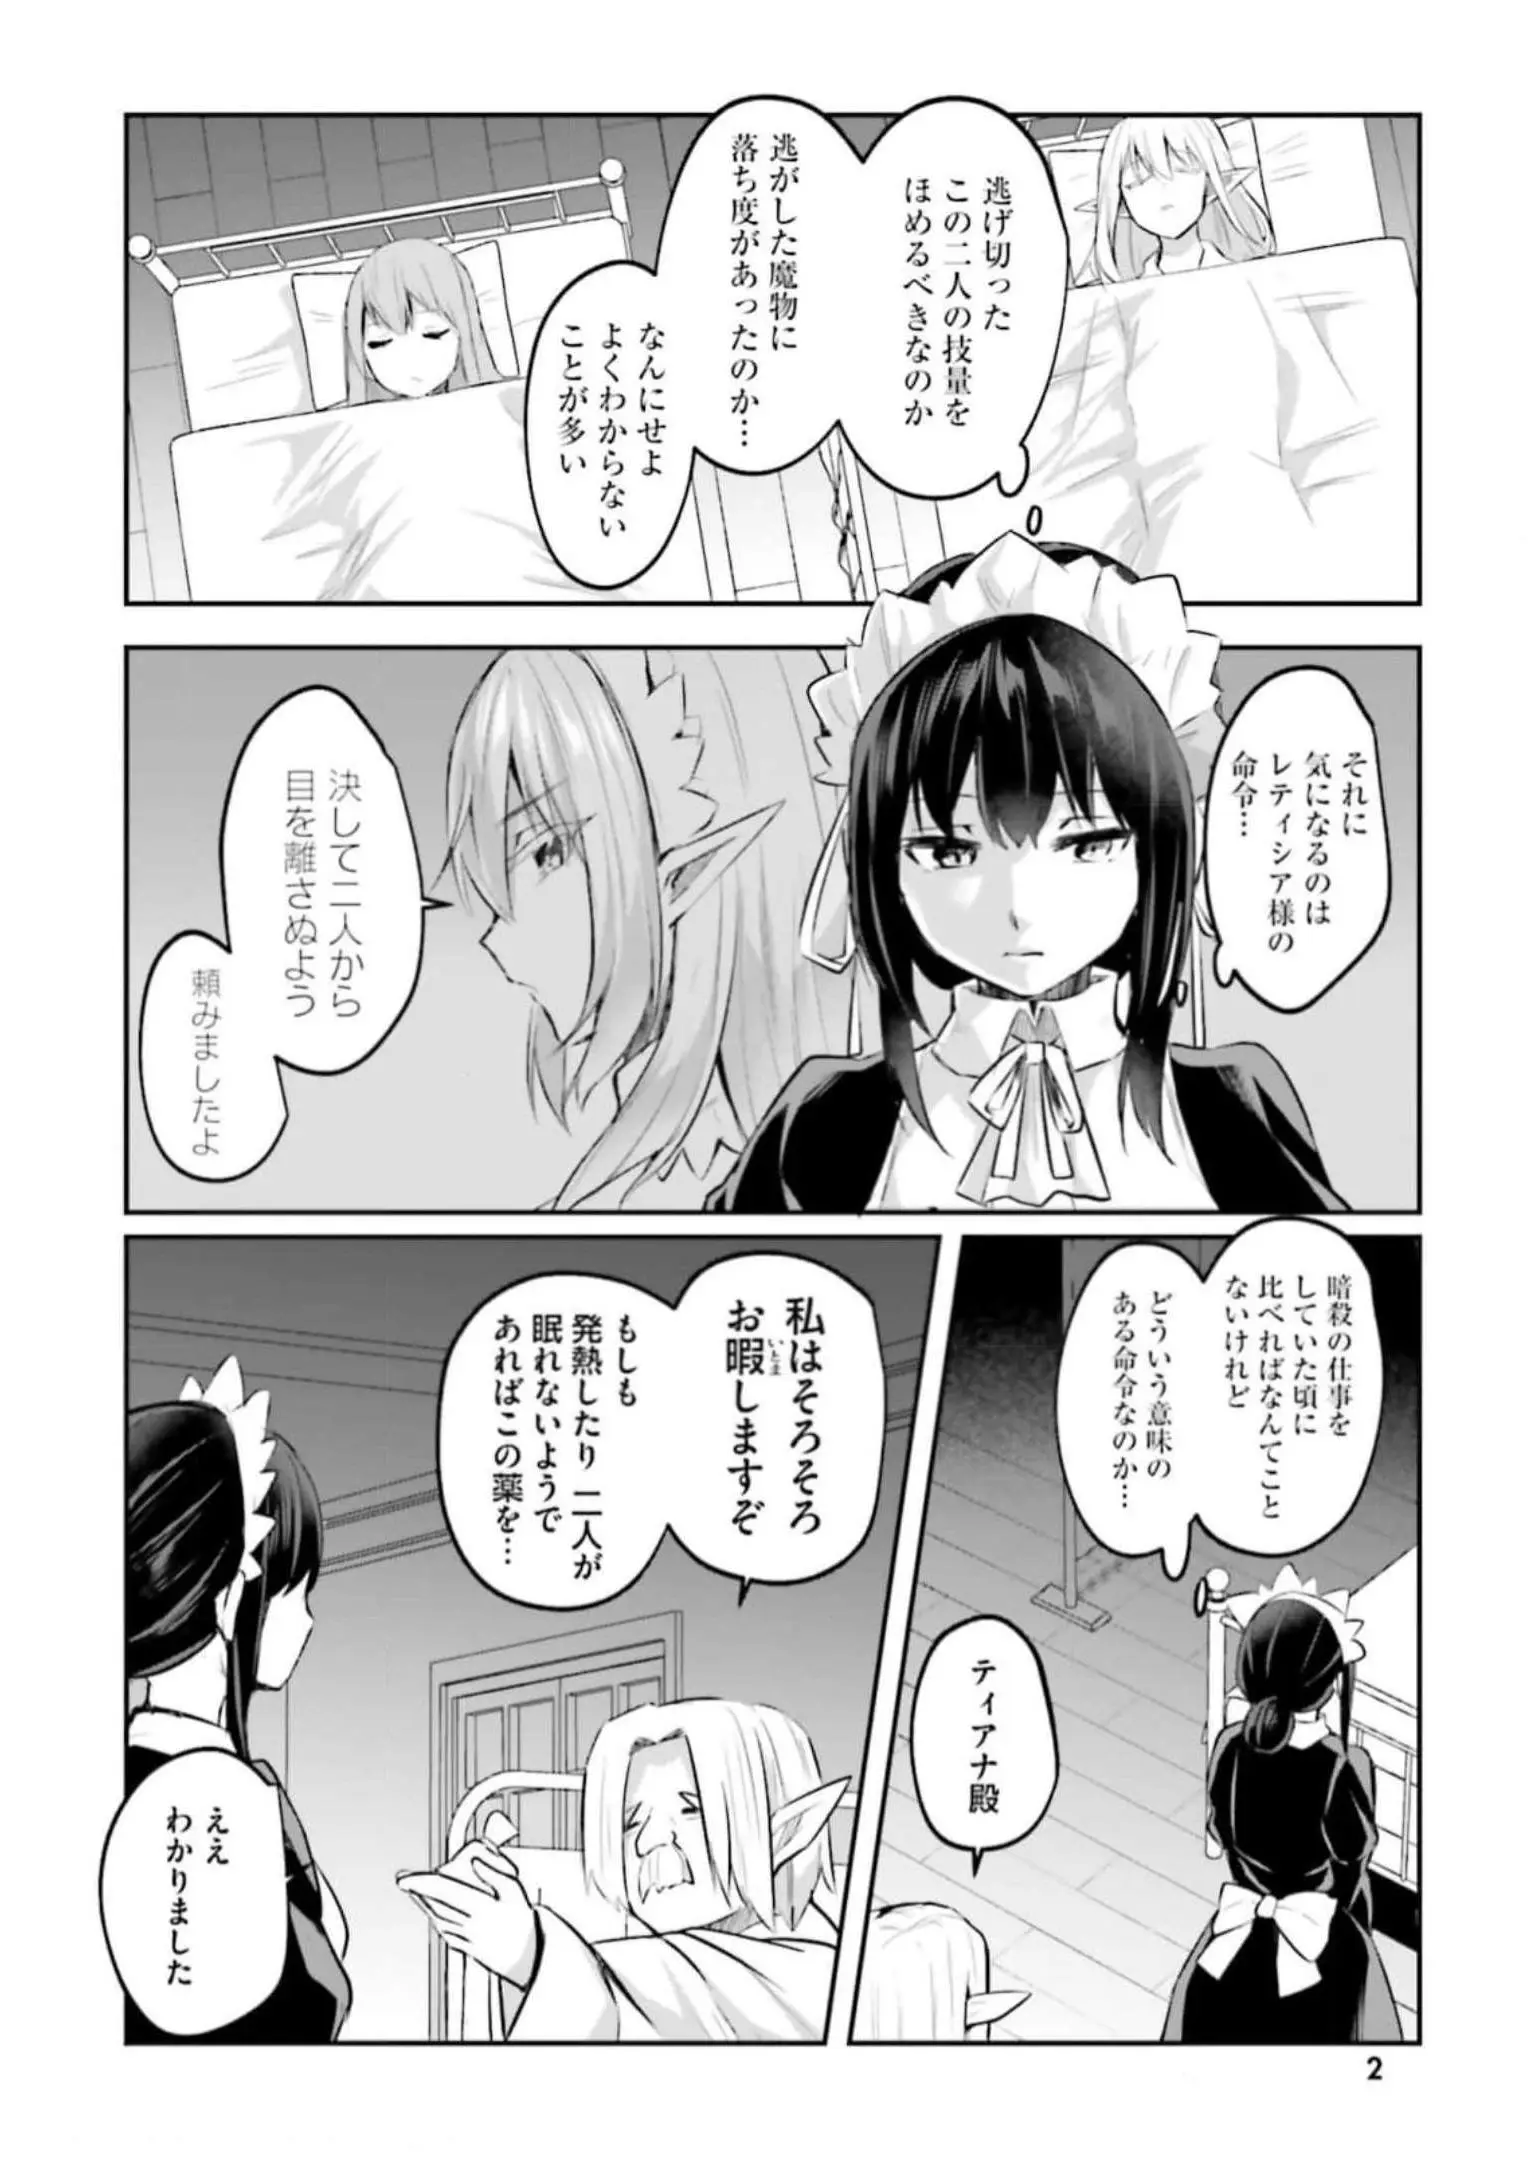 逃げ切った
この二人の技量を
ほめるべきなのか
逃がした魔物に
落ち度があったのか…
なんにせよ
よくわからない
ことが多い
それに
気になるのは
レティシア様の
命令…
決して二人から
目を離さぬよう
頼みましたよ
暗殺の仕事を
していた頃に
比べればなんてこと
ないけれど
どういう意味の
ある命令なのか…
ティアナ殿
私はそろそろ
お暇しますぞ
いとま
もしも
発熱したり 二人が
眠れないようで
あればこの薬を…
ええ
わかりました
2